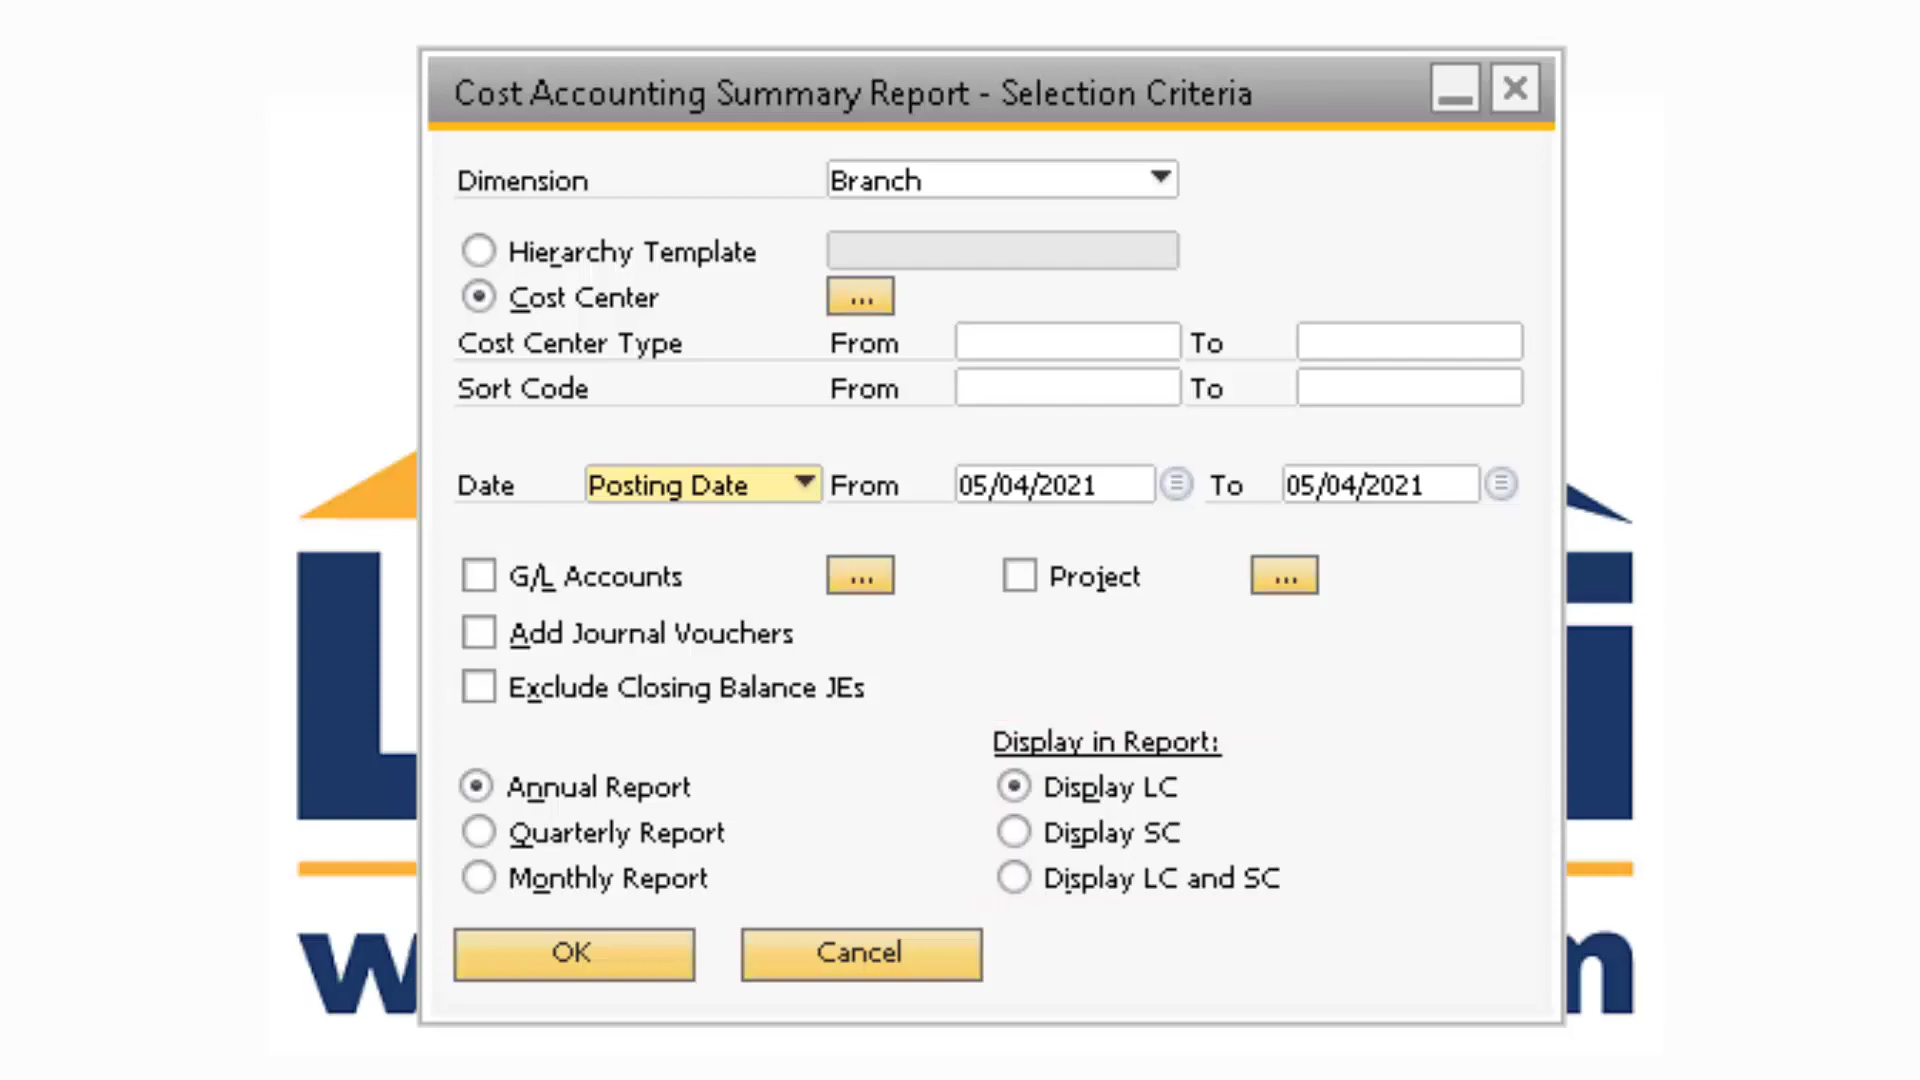 Cost Accounting Summary Report - Selection Criteria
Dimension Branch
Hierarchy Template
Cost Center ...
Cost Center Type From To
Sort Code From To
Date Posting Date From 05/04/2021 To 05/04/2021
G/L Accounts ... Project ...
Add Journal Vouchers
Exclude Closing Balance JEs
Display in Report:
Annual Report Display LC
Quarterly Report Display SC
Monthly Report Display LC and SC
OK Cancel